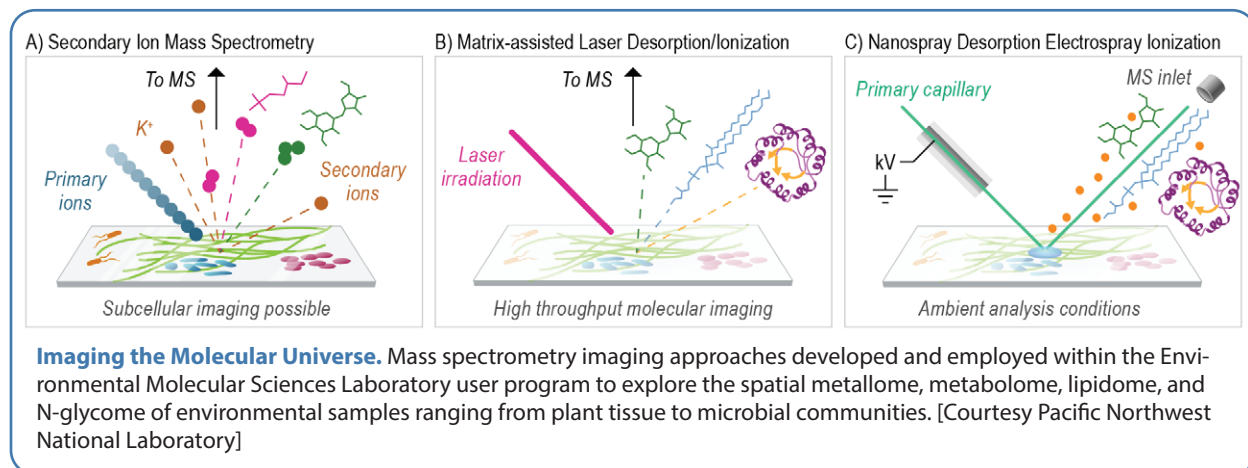 A) Secondary Ion Mass Spectrometry
To MS
K+
Primary
ions
Secondary
ions
Subcellular imaging possible
B) Matrix-assisted Laser Desorption/Ionization
To MS
Laser
irradiation
High throughput molecular imaging
C) Nanospray Desorption Electrospray Ionization
MS inlet
Primary capillary
kV
Ambient analysis conditions
Imaging the Molecular Universe. Mass spectrometry imaging approaches developed and employed within the Envi-
ronmental Molecular Sciences Laboratory user program to explore the spatial metallome, metabolome, lipidome, and
N-glycome of environmental samples ranging from plant tissue to microbial communities. [Courtesy Pacific Northwest
National Laboratory]